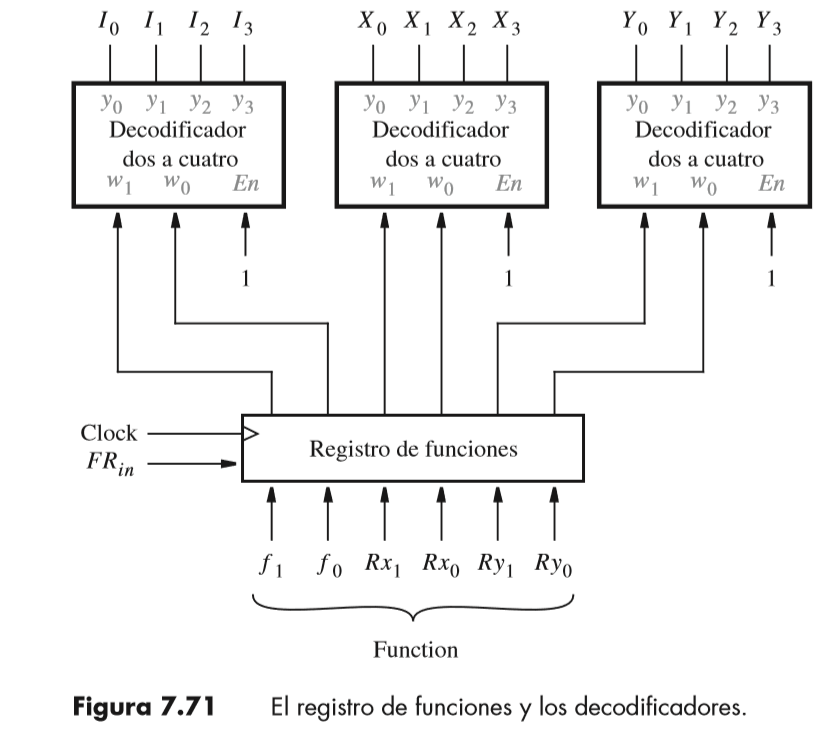 I0 I1 I2 I3 X0 X1 X2 X3 Y0 Y1 Y2 Y3
y0 y1 y2 y3 y0 y1 y2 y3 y0 y1 y2 y3
Decodificador Decodificador Decodificador
dos a cuatro dos a cuatro dos a cuatro
w1 w0 En w1 w0 En w1 w0 En
1 1 1
Clock
Registro de funciones
FRin
f1 f0 Rx1 Rx0 Ry1 Ry0
Function
Figura 7.71 El registro de funciones y los decodificadores.